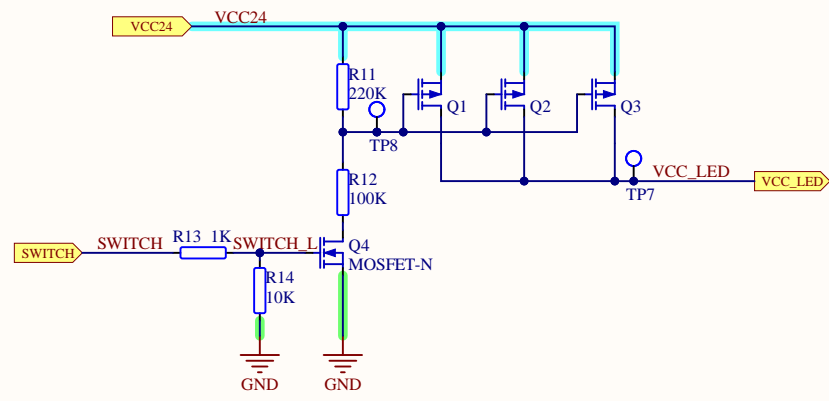 VCC24
VCC24
R11
220K
Q1
Q2
Q3
TP8
R12
100K
VCC_LED
VCC_LED
TP7
SWITCH
SWITCH
R13 1K
SWITCH_L
Q4
MOSFET-N
R14
10K
GND
GND